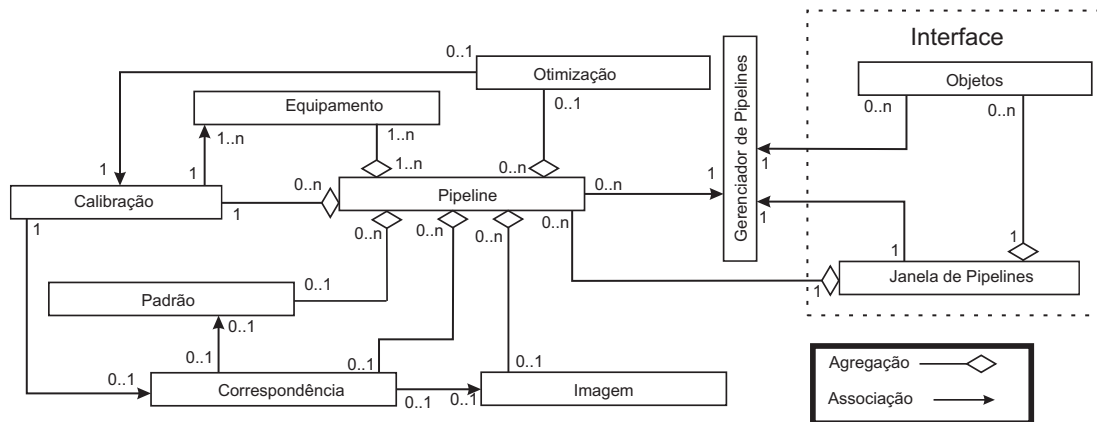 Interface
0..1
Otimização
Objetos
Equipamento
0..1
0..n
0..n
1..n
1..n
Gerenciador de Pipelines
1
0..n
0..n
1
1
Calibração
1
Pipeline
0..n
1
1
0..n
0..n
0..n
0..n
1
1
Janela de Pipelines
1
Padrão
0..1
0..1
0..1
0..1
0..1
0..1
Correspondência
0..1
0..1
Imagem
Agregação
Associação